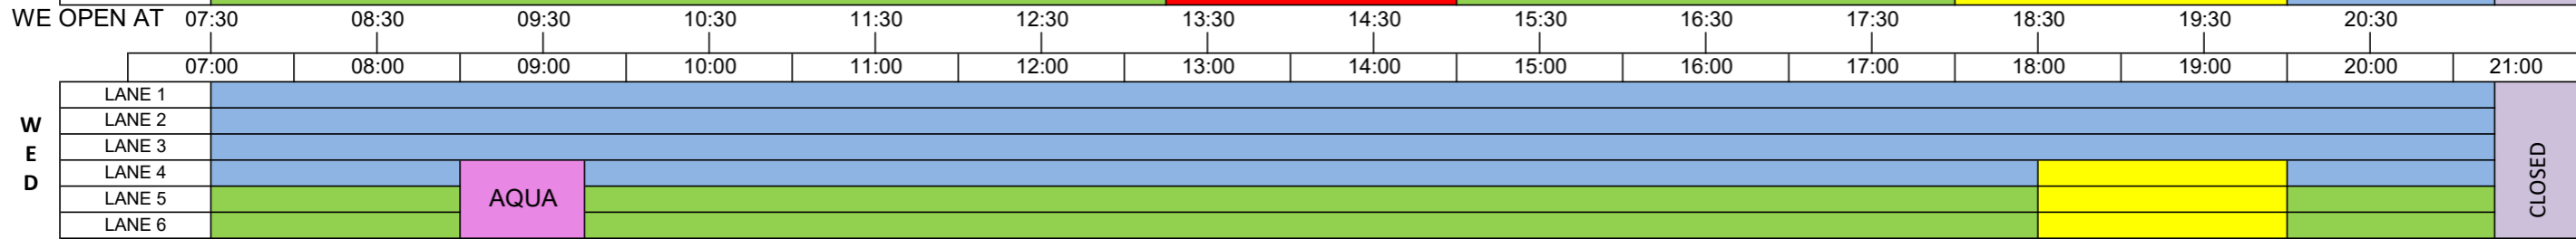 WE OPEN AT 07:30 08:30 09:30 10:30 11:30 12:30 13:30 14:30 15:30 16:30 17:30 18:30 19:30 20:30
07:00 08:00 09:00 10:00 11:00 12:00 13:00 14:00 15:00 16:00 17:00 18:00 19:00 20:00 21:00
WED
LANE 1
LANE 2
LANE 3
LANE 4
LANE 5
LANE 6
AQUA
CLOSED